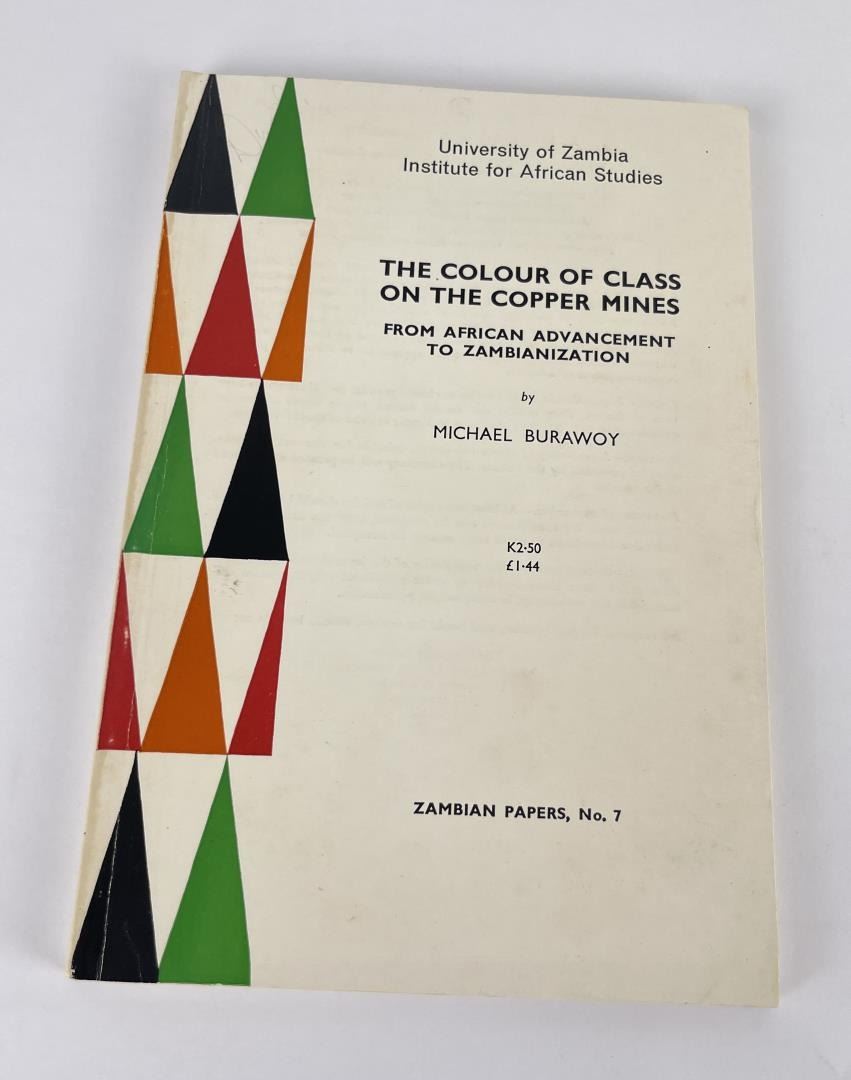 University of Zambia
Institute for African Studies
THE COLOUR OF CLASS
ON THE COPPER MINES
FROM AFRICAN ADVANCEMENT
TO ZAMBIANIZATION
by
MICHAEL BURAWOY
K2·50
£1·44
ZAMBIAN PAPERS, No. 7